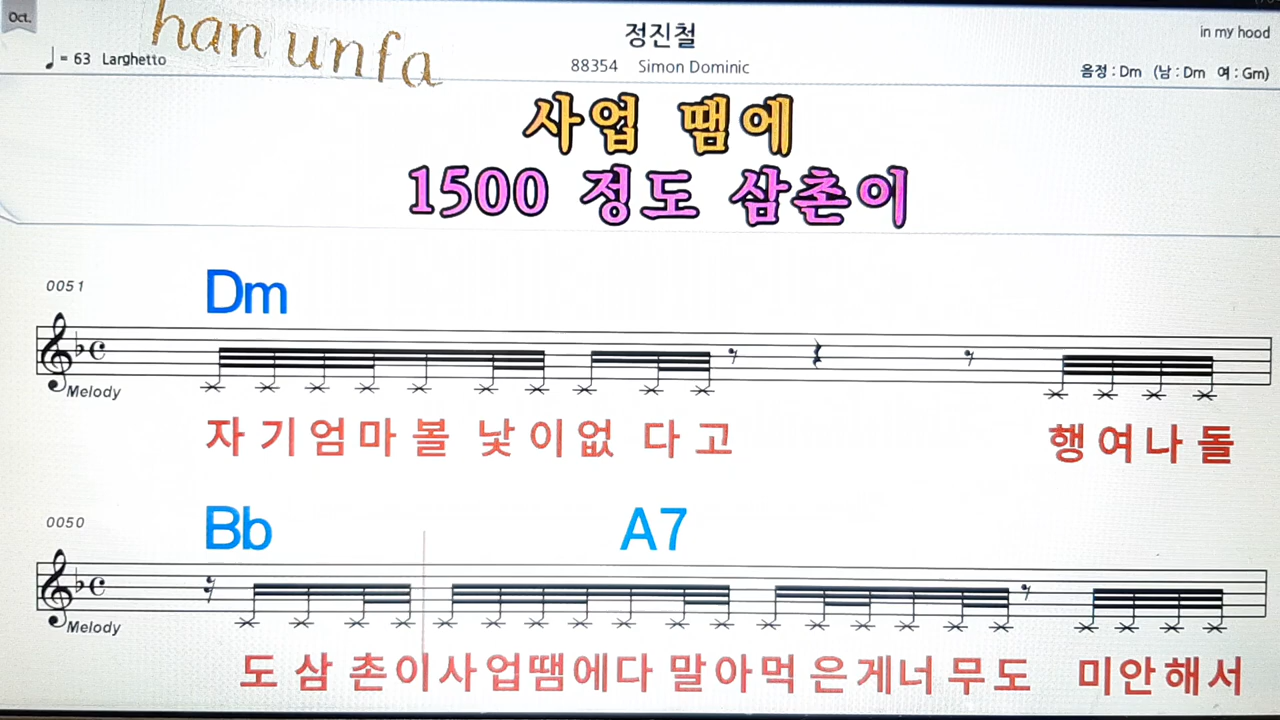 Oct.
han unfa
정진철
in my hood
♩= 63 Larghetto
88354 Simon Dominic
음정 : Dm (남 : Dm 여 : Gm)
사업 땜에
1500 정도 삼촌이
0051
Dm
Melody
자기엄마볼 낯이없 다고 행여나돌
0050
Bb A7
Melody
도삼촌이사업땜에다 말아먹은게너무도 미안해서